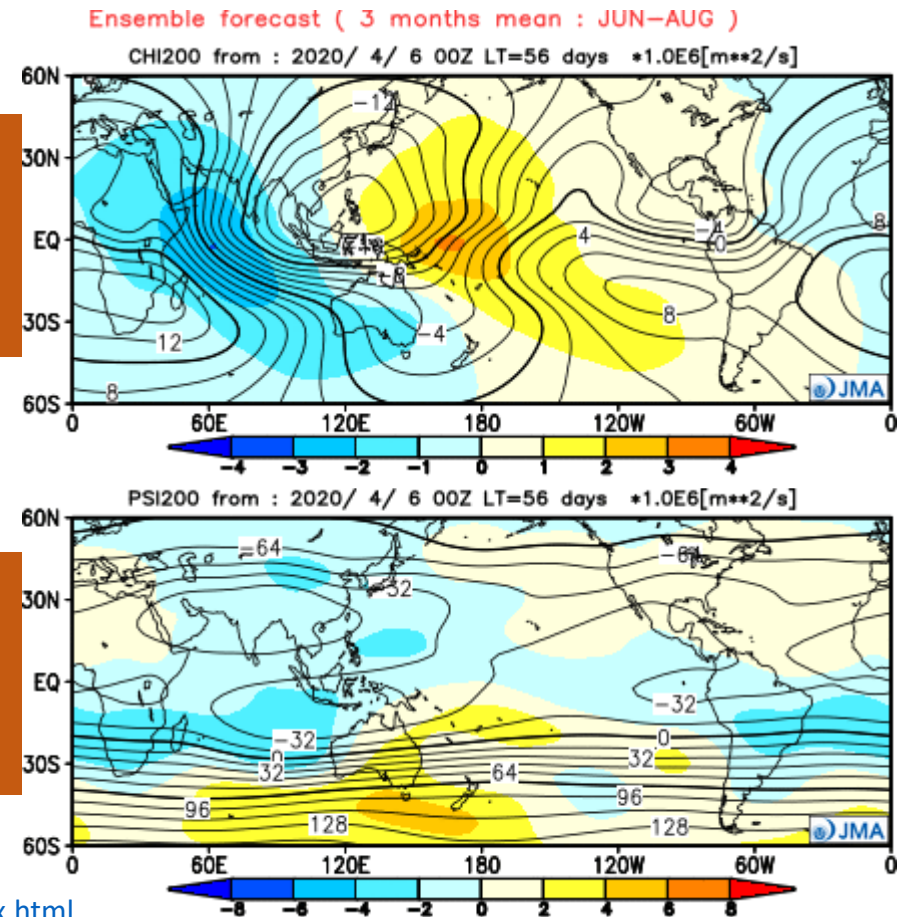 Ensemble forecast ( 3 months mean : JUN−AUG )
CHI200 from : 2020/ 4/ 6 00Z LT=56 days *1.0E6[m**2/s]
60N
−12
30N
8
EQ
4
−4
0
−8
30S
−4
8
12
8
60S
JMA
0 60E 120E 180 120W 60W 0
−4 −3 −2 −1 0 1 2 3 4
PSI200 from : 2020/ 4/ 6 00Z LT=56 days *1.0E6[m**2/s]
60N
−64
−32
30N
EQ
−32
−32
0
0
32
32
30S
64
96
96
128
128
60S
JMA
0 60E 120E 180 120W 60W 0
−8 −6 −4 −2 0 2 4 6 8
x.html